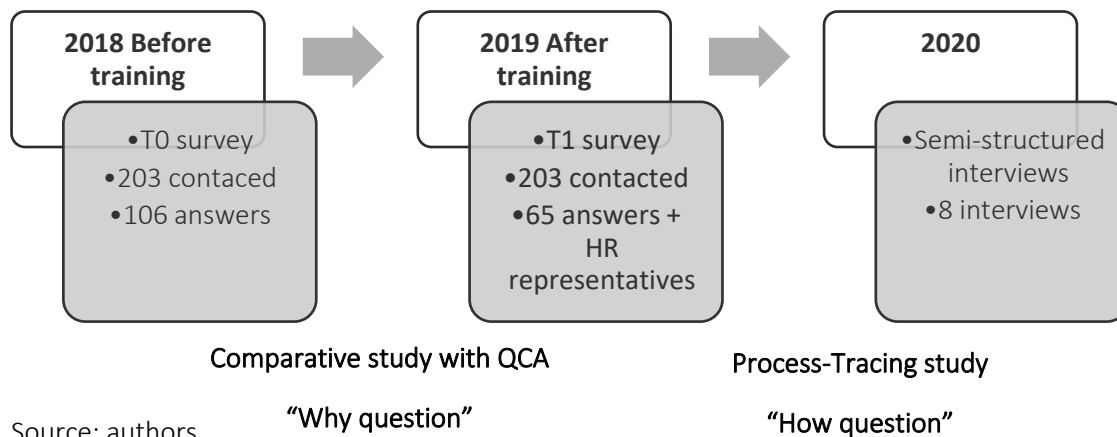 2018 Before
training
•T0 survey
•203 contaced
•106 answers
2019 After
training
•T1 survey
•203 contacted
•65 answers +
HR
representatives
2020
•Semi-structured
interviews
•8 interviews
Comparative study with QCA
Process-Tracing study
"Why question"
"How question"
Source: authors